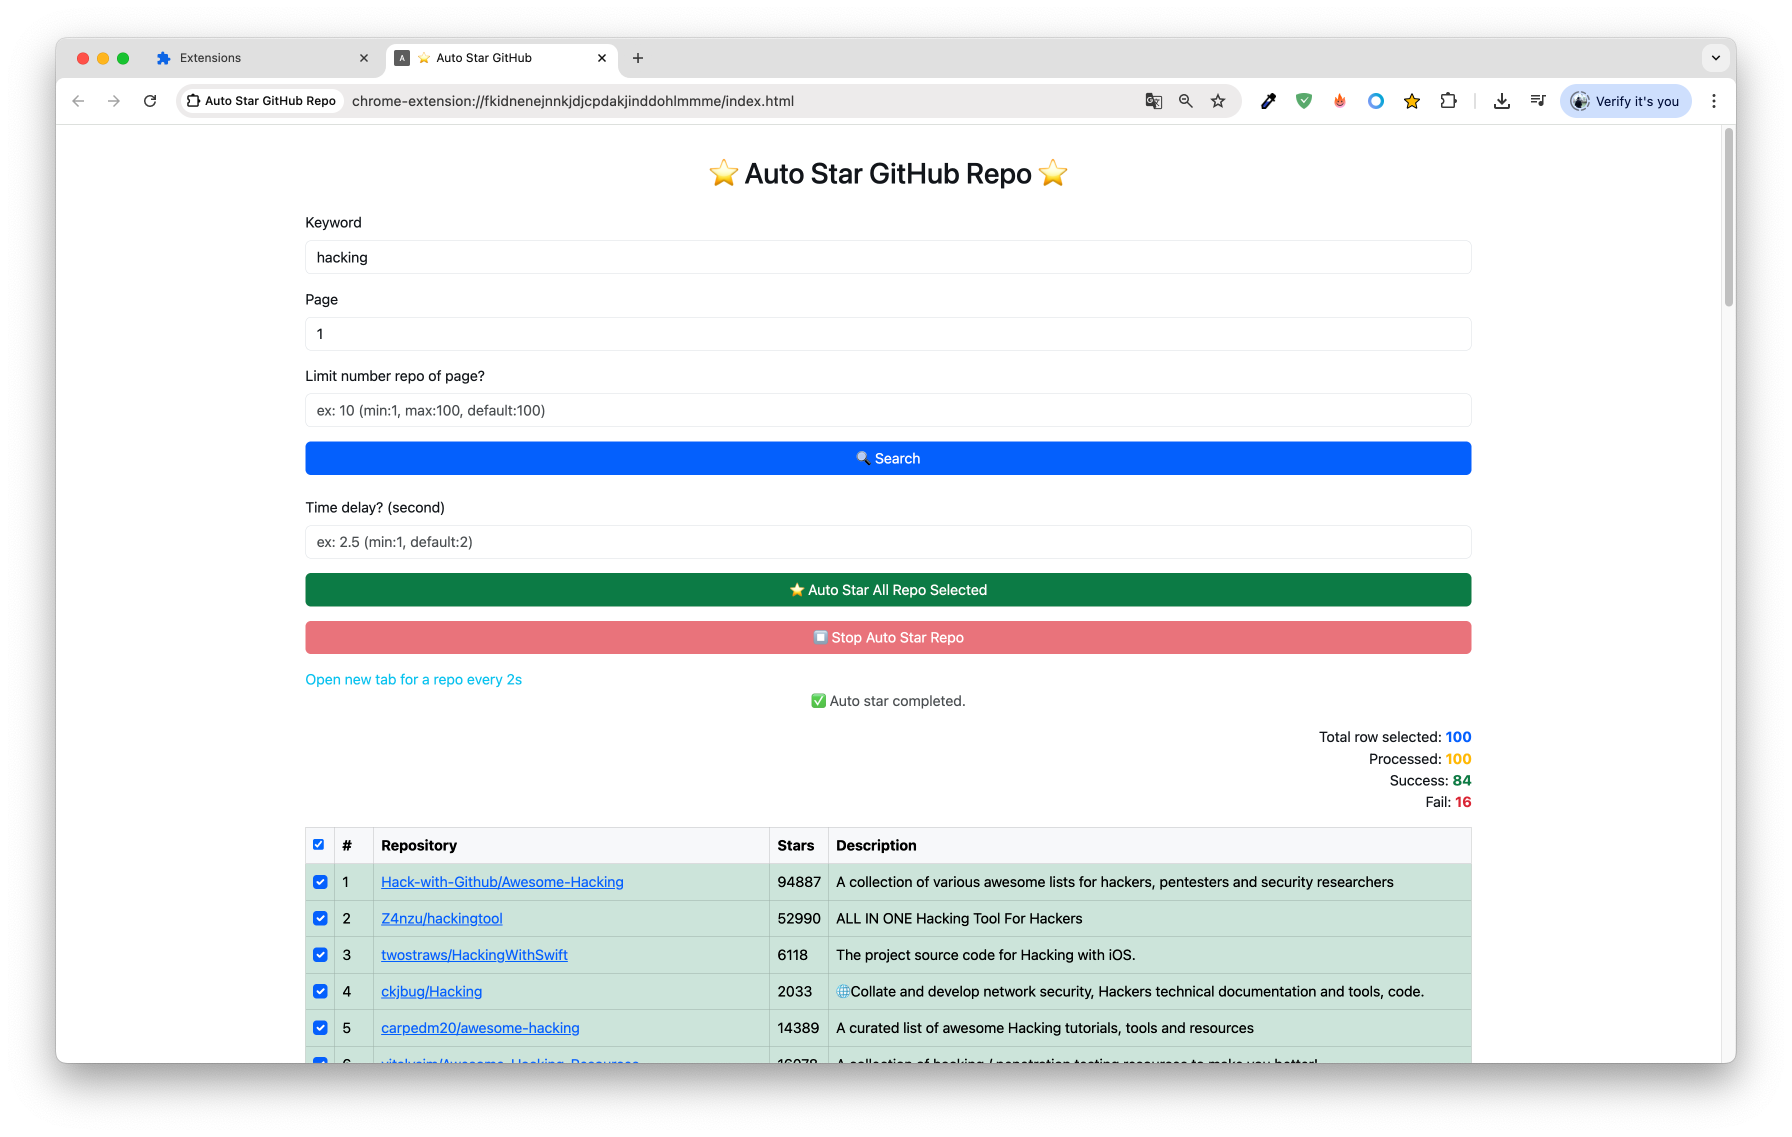 Extensions
Auto Star GitHub
Auto Star GitHub Repo
chrome-extension://fkidnenejnnkjdjcpdakjinddohlmmme/index.html
Verify it's you
Auto Star GitHub Repo
Keyword
hacking
Page
1
Limit number repo of page?
ex: 10 (min:1, max:100, default:100)
Search
Time delay? (second)
ex: 2.5 (min:1, default:2)
Auto Star All Repo Selected
Stop Auto Star Repo
Open new tab for a repo every 2s
Auto star completed.
Total row selected: 100
Processed: 100
Success: 84
Fail: 16
# Repository Stars Description
1 Hack-with-Github/Awesome-Hacking 94887 A collection of various awesome lists for hackers, pentesters and security researchers
2 Z4nzu/hackingtool 52990 ALL IN ONE Hacking Tool For Hackers
3 twostraws/HackingWithSwift 6118 The project source code for Hacking with iOS.
4 ckjbug/Hacking 2033 Collate and develop network security, Hackers technical documentation and tools, code.
5 carpedm20/awesome-hacking 14389 A curated list of awesome Hacking tutorials, tools and resources